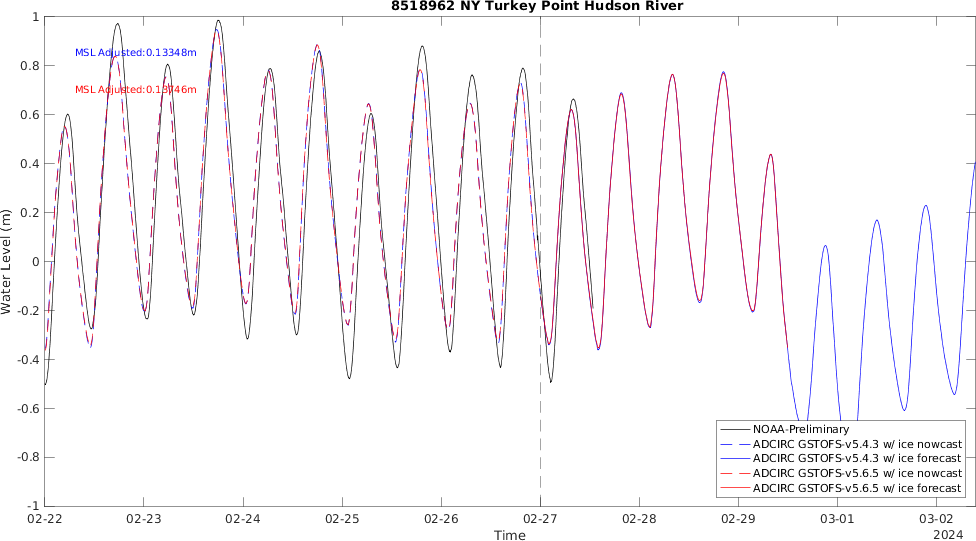 8518962 NY Turkey Point Hudson River
MSL Adjusted:0.13348m
MSL Adjusted:0.13746m
Water Level (m)
1
0.8
0.6
0.4
0.2
0
-0.2
-0.4
-0.6
-0.8
-1
NOAA-Preliminary
ADCIRC GSTOFS-v5.4.3 w/ ice nowcast
ADCIRC GSTOFS-v5.4.3 w/ ice forecast
ADCIRC GSTOFS-v5.6.5 w/ ice nowcast
ADCIRC GSTOFS-v5.6.5 w/ ice forecast
02-22 02-23 02-24 02-25 02-26 02-27 02-28 02-29 03-01 03-02
Time
2024